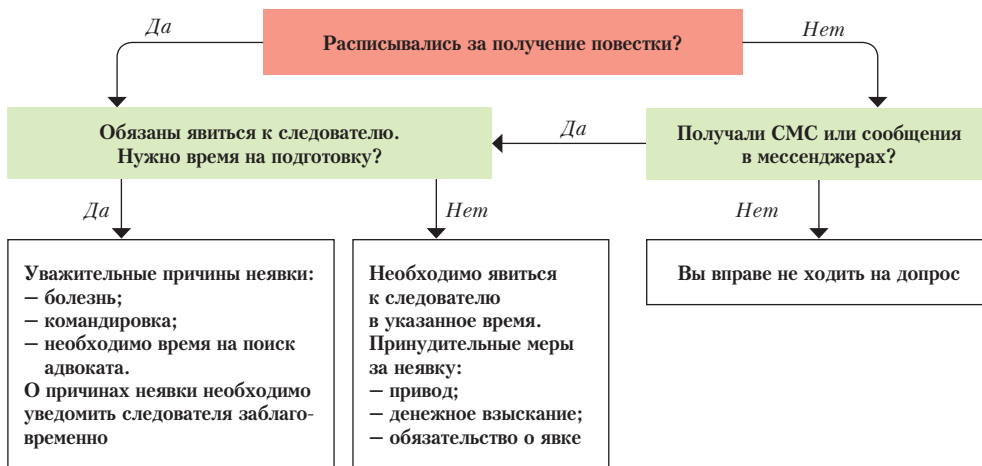 Да
Расписывались за получение повестки?
Нет
Обязаны явиться к следователю.
Нужно время на подготовку?
Да
Получали СМС или сообщения
в мессенджерах?
Да
Нет
Нет
Уважительные причины неявки:
– болезнь;
– командировка;
– необходимо время на поиск
адвоката.
О причинах неявки необходимо
уведомить следователя заблаго-
временно
Необходимо явиться
к следователю
в указанное время.
Принудительные меры
за неявку:
– привод;
– денежное взыскание;
– обязательство о явке
Вы вправе не ходить на допрос